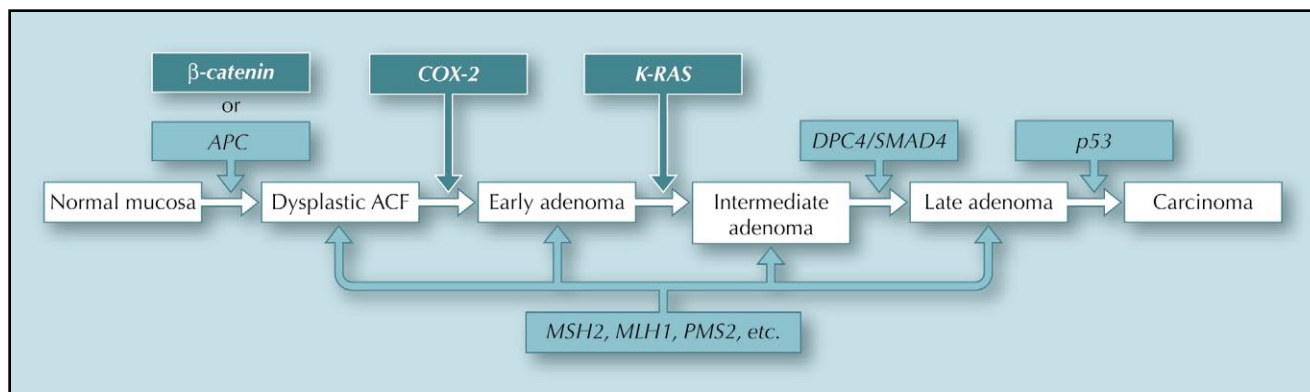 β-catenin
or
APC
COX-2
K-RAS
DPC4/SMAD4
p53
Normal mucosa
Dysplastic ACF
Early adenoma
Intermediate
adenoma
Late adenoma
Carcinoma
MSH2, MLH1, PMS2, etc.